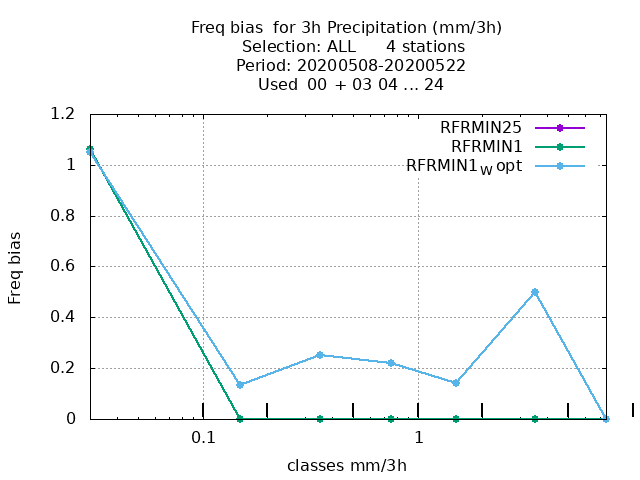 Freq bias  for 3h Precipitation (mm/3h)
Selection: ALL      4 stations
Period: 20200508-20200522
Used  00  + 03 04 ... 24
RFRMIN25
RFRMIN1
RFRMIN1_W opt
1.2
1
0.8
0.6
0.4
0.2
0
Freq bias
0.1 1
classes mm/3h